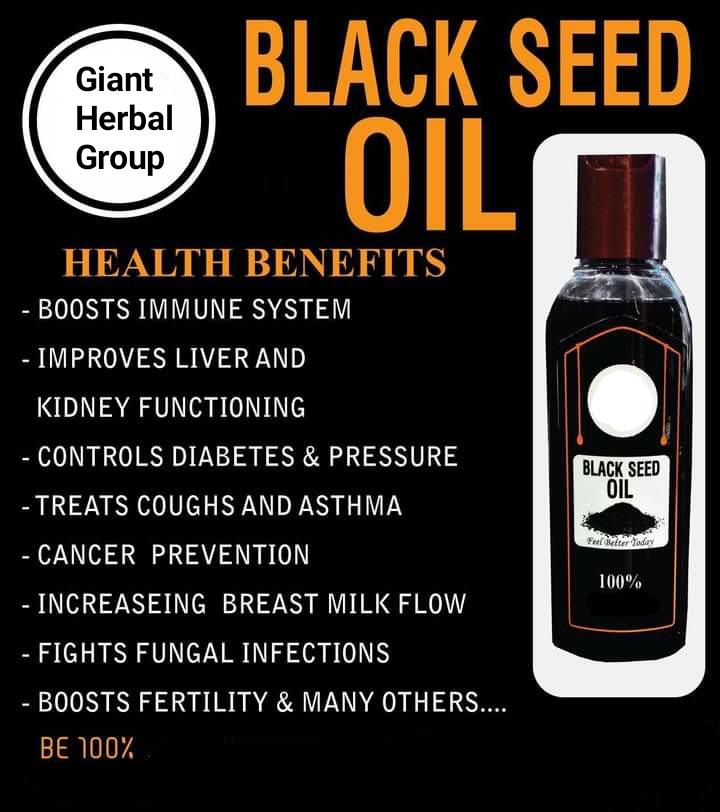 Giant
Herbal
Group
BLACK SEED
OIL
HEALTH BENEFITS
- BOOSTS IMMUNE SYSTEM
- IMPROVES LIVER AND
KIDNEY FUNCTIONING
- CONTROLS DIABETES & PRESSURE
- TREATS COUGHS AND ASTHMA
- CANCER PREVENTION
- INCREASEING BREAST MILK FLOW
- FIGHTS FUNGAL INFECTIONS
- BOOSTS FERTILITY & MANY OTHERS....
BE 100%
BLACK SEED
OIL
Feel Better Today
100%